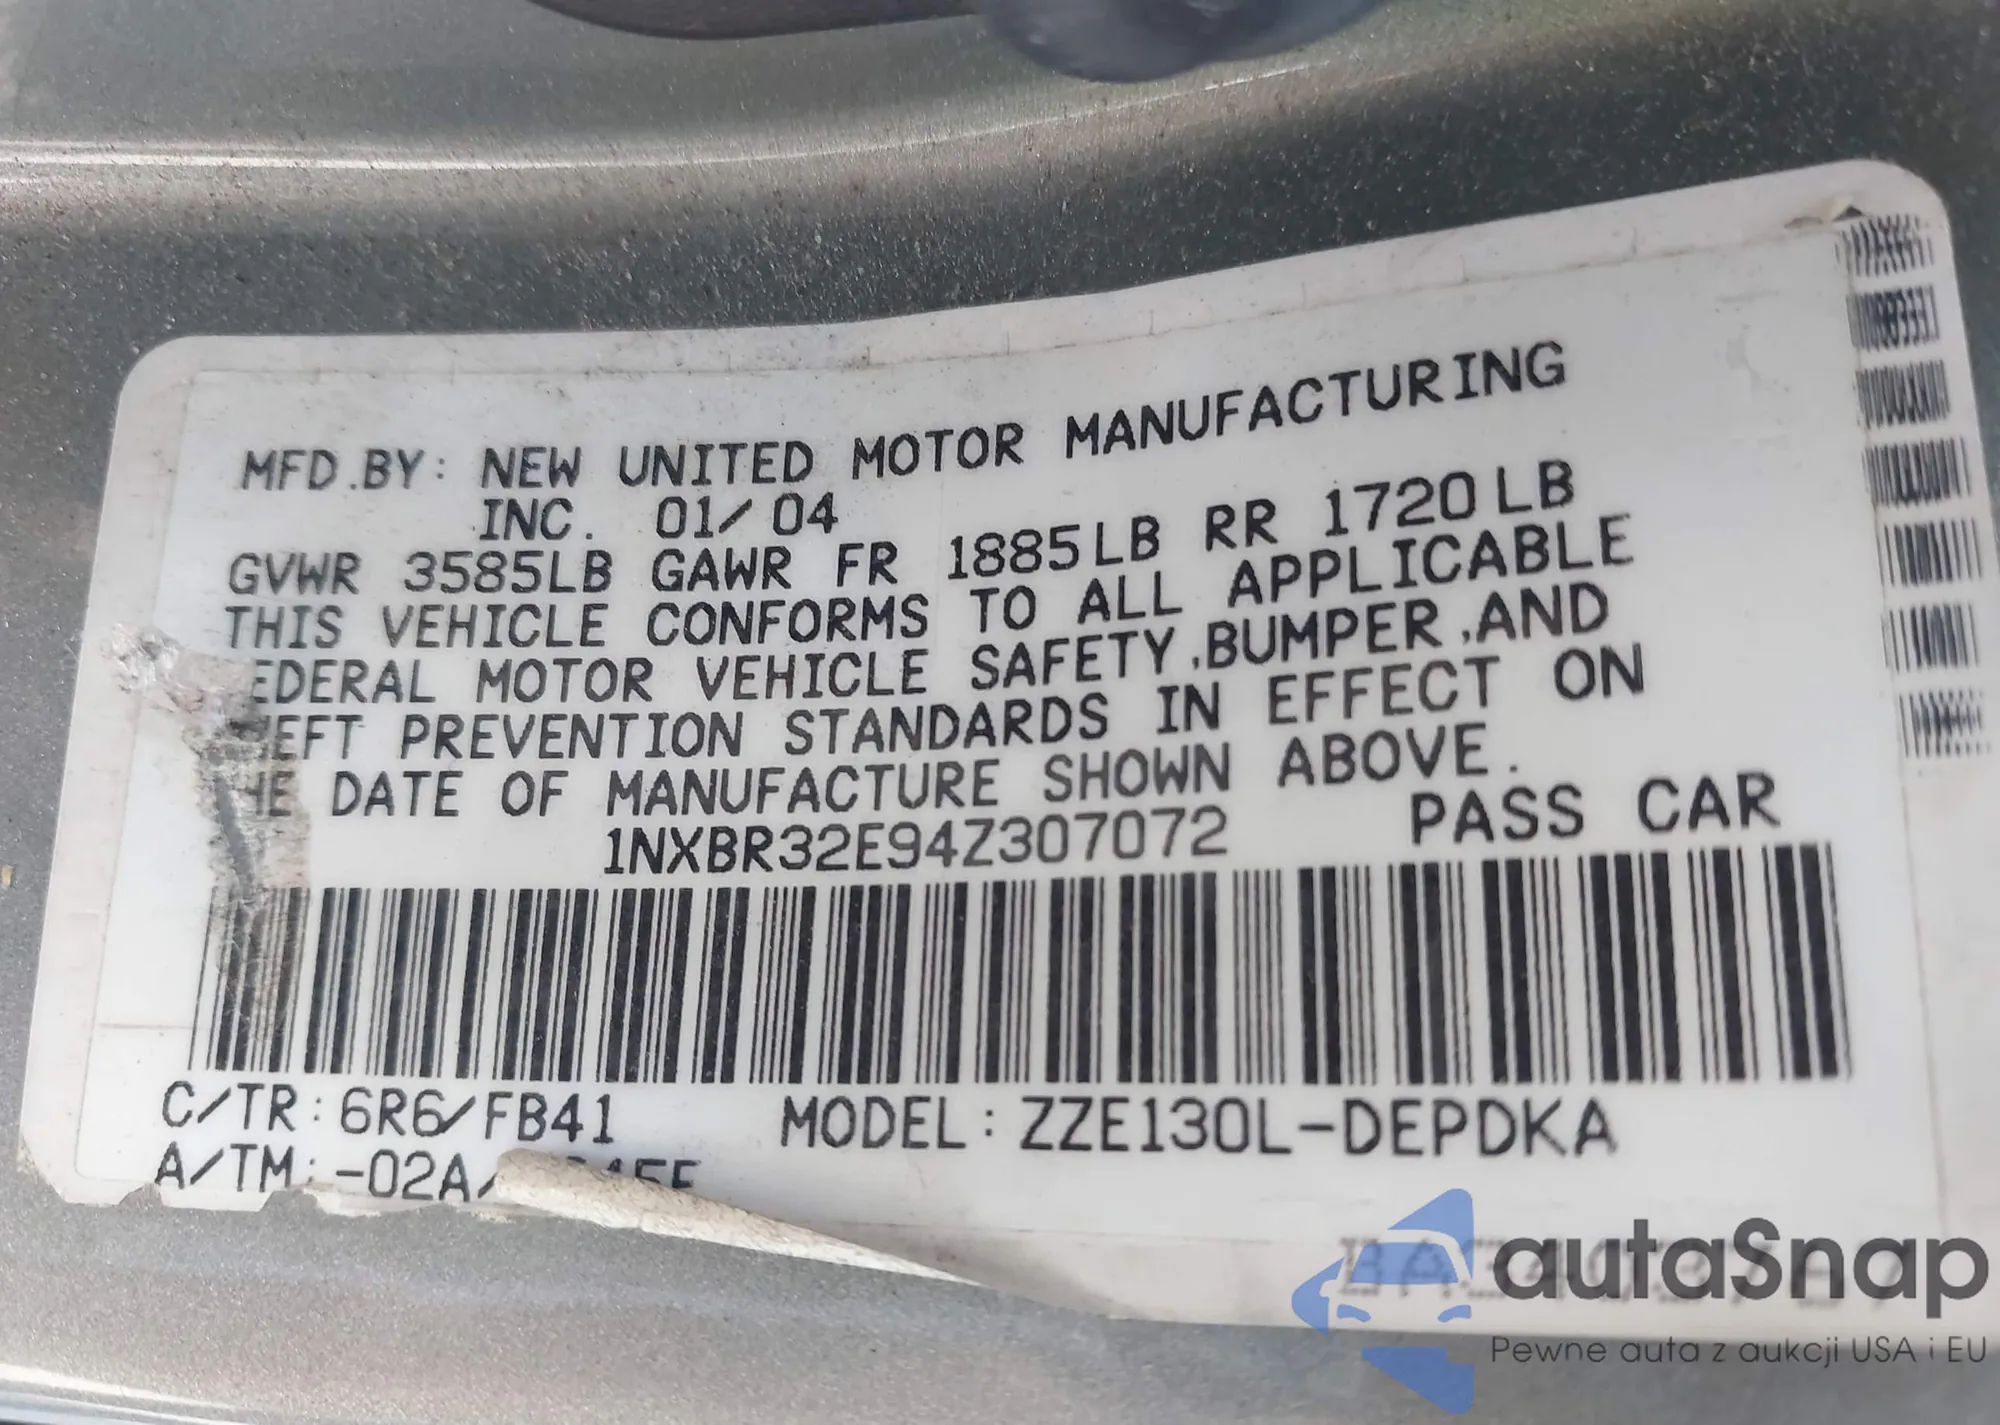 MFD.BY: NEW UNITED MOTOR MANUFACTURING
INC. 01/04
GVWR 3585LB GAWR FR 1885LB RR 1720LB
THIS VEHICLE CONFORMS TO ALL APPLICABLE
EDERAL MOTOR VEHICLE SAFETY,BUMPER,AND
HEFT PREVENTION STANDARDS IN EFFECT ON
HE DATE OF MANUFACTURE SHOWN ABOVE.
1NXBR32E94Z307072 PASS CAR
C/TR: 6R6/FB41 MODEL: ZZE130L-DEPDKA
A/TM: -02A/
autaSnap
Pewne auta z aukcji USA i EU